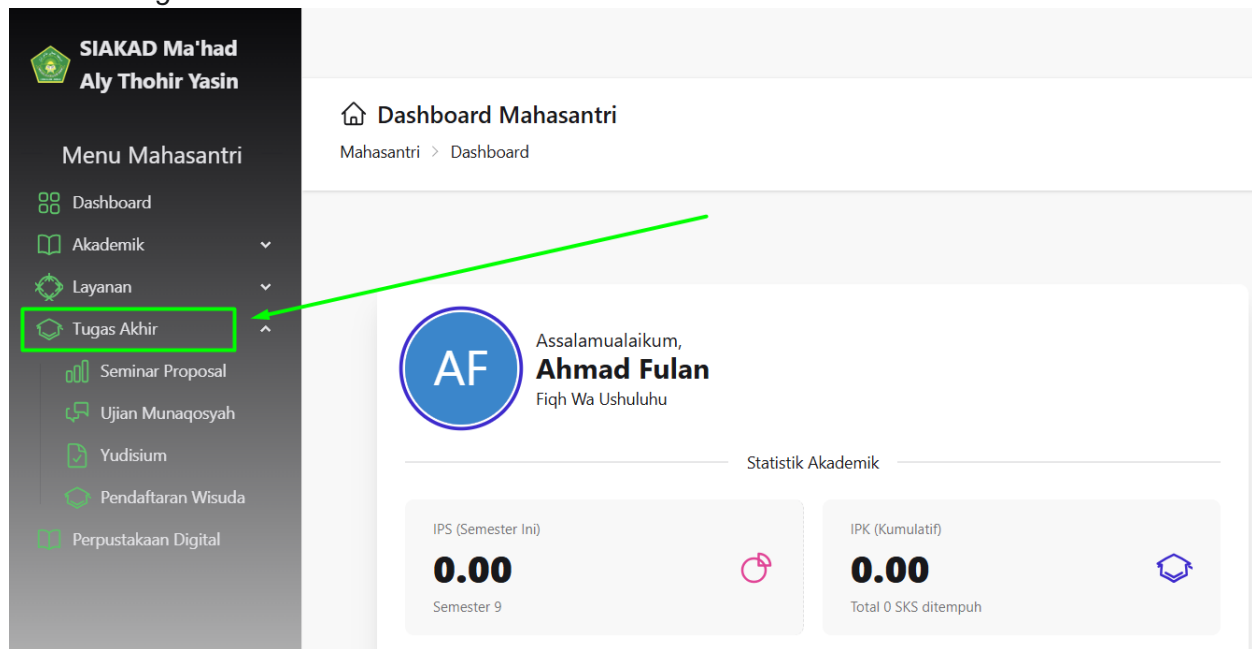 SIAKAD Ma'had
Aly Thohir Yasin
Menu Mahasantri
Dashboard
Akademik
Layanan
Tugas Akhir
Seminar Proposal
Ujian Munaqosyah
Yudisium
Pendaftaran Wisuda
Perpustakaan Digital
Dashboard Mahasantri
Mahasantri > Dashboard
AF
Assalamualaikum,
Ahmad Fulan
Fiqh Wa Ushuluhu
Statistik Akademik
IPS (Semester Ini)
0.00
Semester 9
IPK (Kumulatif)
0.00
Total 0 SKS ditempuh